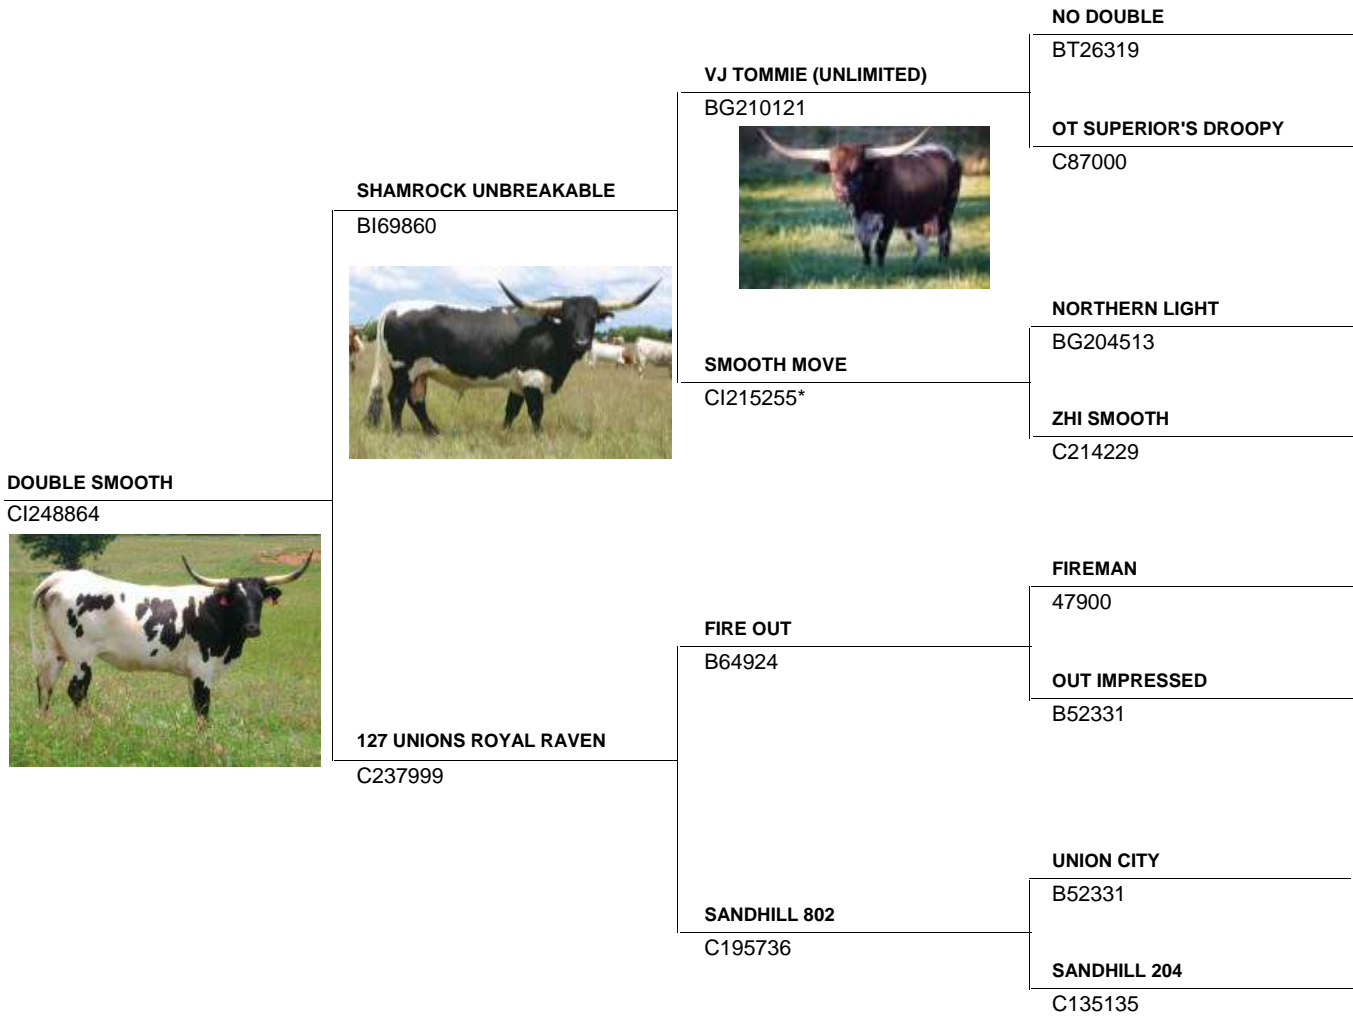 NO DOUBLE
BT26319
VJ TOMMIE (UNLIMITED)
BG210121
OT SUPERIOR'S DROOPY
C87000
SHAMROCK UNBREAKABLE
BI69860
NORTHERN LIGHT
BG204513
SMOOTH MOVE
CI215255*
ZHI SMOOTH
C214229
DOUBLE SMOOTH
CI248864
FIREMAN
47900
FIRE OUT
B64924
OUT IMPRESSED
B52331
127 UNIONS ROYAL RAVEN
C237999
UNION CITY
B52331
SANDHILL 802
C195736
SANDHILL 204
C135135